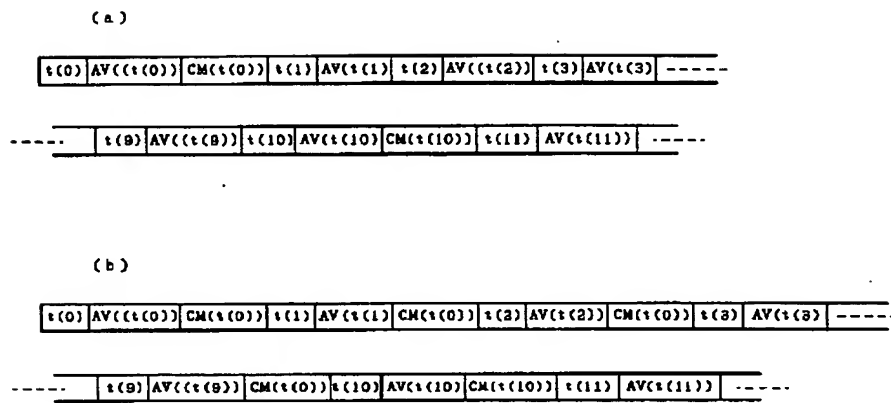 (a)
t(0) AV((t(0)) CM(t(0)) t(1) AV(t(1) t(2) AV((t(2)) t(3) AV(t(3) -----
----- t(9) AV((t(9)) t(10) AV(t(10) CM(t(10)) t(11) AV(t(11)) -----
(b)
t(0) AV((t(0)) CM(t(0)) t(1) AV(t(1) CM(t(0)) t(2) AV(t(2)) CM(t(0)) t(3) AV(t(3) -----
----- t(9) AV((t(9)) CM(t(0)) t(10) AV(t(10) CM(t(10)) t(11) AV(t(11)) -----